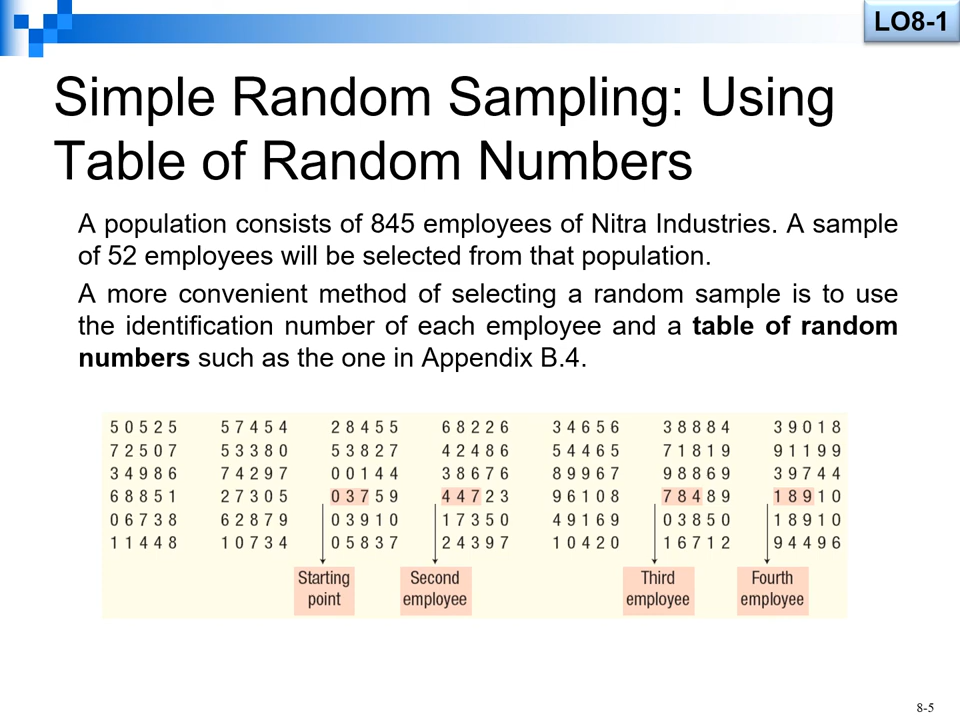 LO8-1
Simple Random Sampling: Using
Table of Random Numbers
A population consists of 845 employees of Nitra Industries. A sample
of 52 employees will be selected from that population.
A more convenient method of selecting a random sample is to use
the identification number of each employee and a table of random
numbers such as the one in Appendix B.4.
5 0 5 2 5 5 7 4 5 4 2 8 4 5 5 6 8 2 2 6 3 4 6 5 6 3 8 8 8 4 3 9 0 1 8
7 2 5 0 7 5 3 3 8 0 5 3 8 2 7 4 2 4 8 6 5 4 4 6 5 7 1 8 1 9 9 1 1 9 9
3 4 9 8 6 7 4 2 9 7 0 0 1 4 4 3 8 6 7 6 8 9 9 6 7 9 8 8 6 9 3 9 7 4 4
6 8 8 5 1 2 7 3 0 5 0 3 7 5 9 4 4 7 2 3 9 6 1 0 8 7 8 4 8 9 1 8 9 1 0
0 6 7 3 8 6 2 8 7 9 0 3 9 1 0 1 7 3 5 0 4 9 1 6 9 0 3 8 5 0 1 8 9 1 0
1 1 4 4 8 1 0 7 3 4 0 5 8 3 7 2 4 3 9 7 1 0 4 2 0 1 6 7 1 2 9 4 4 9 6
Starting
point
Second
employee
Third
employee
Fourth
employee
8-5